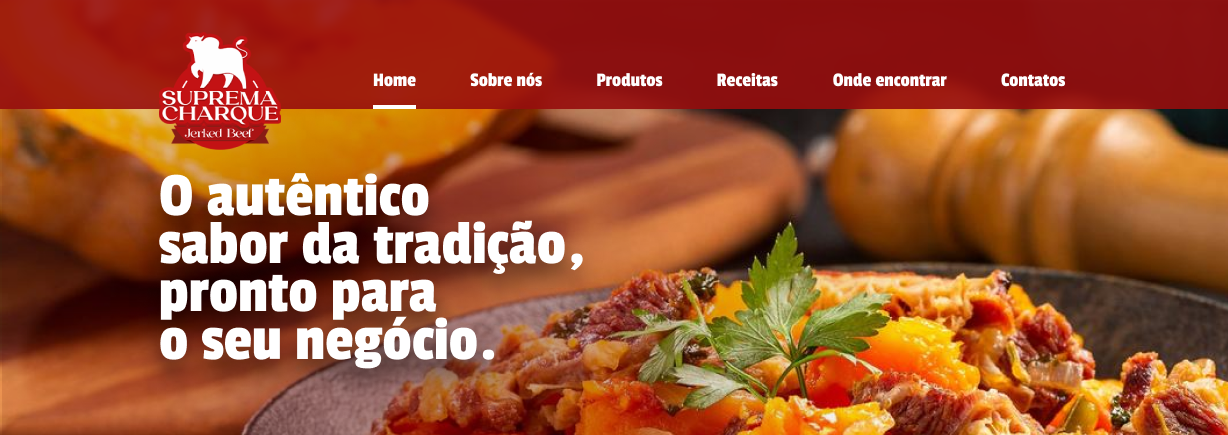 SUPREMA
CHARQUE
Jerked Beef
Home Sobre nós Produtos Receitas Onde encontrar Contatos
O autêntico
sabor da tradição,
pronto para
o seu negócio.